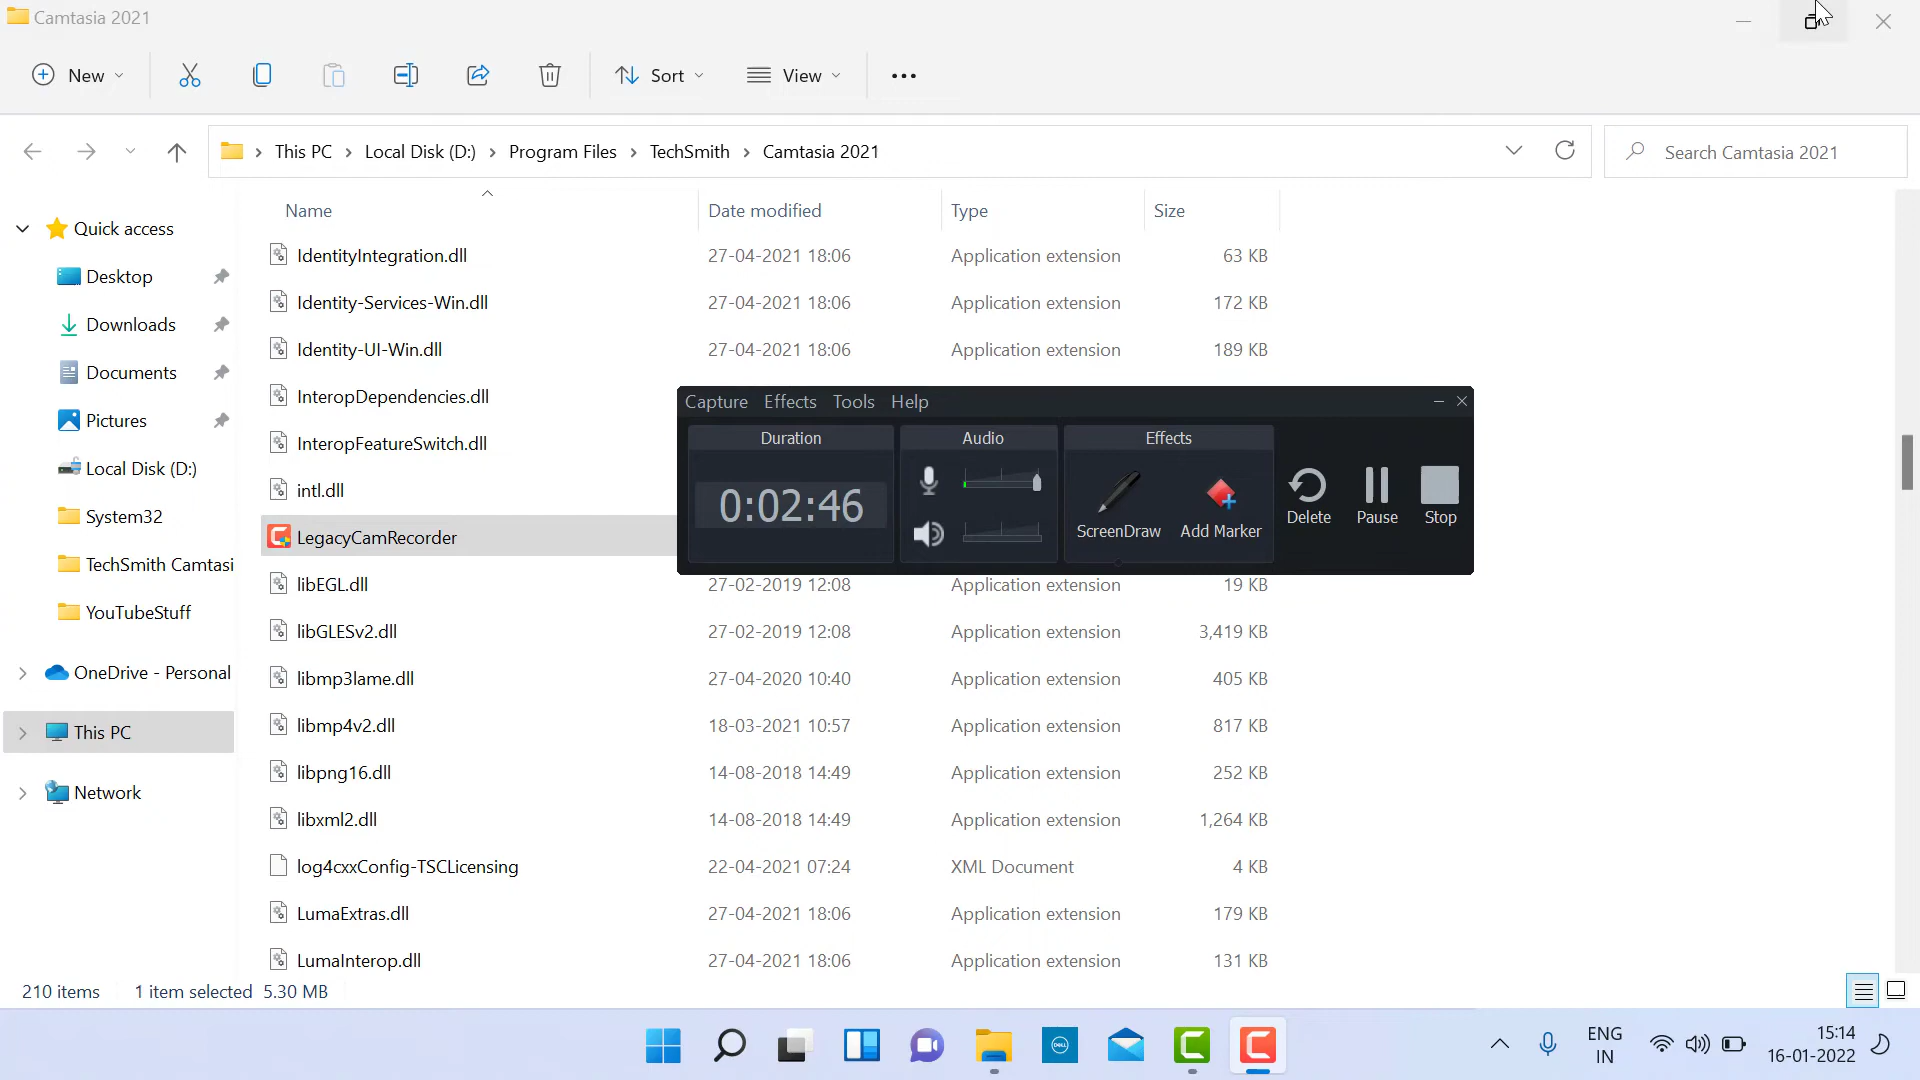 Camtasia 2021
New
Sort
View
This PC
Local Disk (D:)
Program Files
TechSmith
Camtasia 2021
Search Camtasia 2021
Quick access
Desktop
Downloads
Documents
Pictures
Local Disk (D:)
System32
TechSmith Camtasi
YouTubeStuff
OneDrive - Personal
This PC
Network
Name Date modified Type Size
IdentityIntegration.dll 27-04-2021 18:06 Application extension 63 KB
Identity-Services-Win.dll 27-04-2021 18:06 Application extension 172 KB
Identity-UI-Win.dll 27-04-2021 18:06 Application extension 189 KB
InteropDependencies.dll
InteropFeatureSwitch.dll
intl.dll
LegacyCamRecorder
libEGL.dll 27-02-2019 12:08 Application extension 19 KB
libGLESv2.dll 27-02-2019 12:08 Application extension 3,419 KB
libmp3lame.dll 27-04-2020 10:40 Application extension 405 KB
libmp4v2.dll 18-03-2021 10:57 Application extension 817 KB
libpng16.dll 14-08-2018 14:49 Application extension 252 KB
libxml2.dll 14-08-2018 14:49 Application extension 1,264 KB
log4cxxConfig-TSCLicensing 22-04-2021 07:24 XML Document 4 KB
LumaExtras.dll 27-04-2021 18:06 Application extension 179 KB
LumaInterop.dll 27-04-2021 18:06 Application extension 131 KB
Capture Effects Tools Help
Duration
0:02:46
Audio
Effects
ScreenDraw
Add Marker
Delete
Pause
Stop
210 items 1 item selected 5.30 MB
DELL
ENG
IN
15:14
16-01-2022